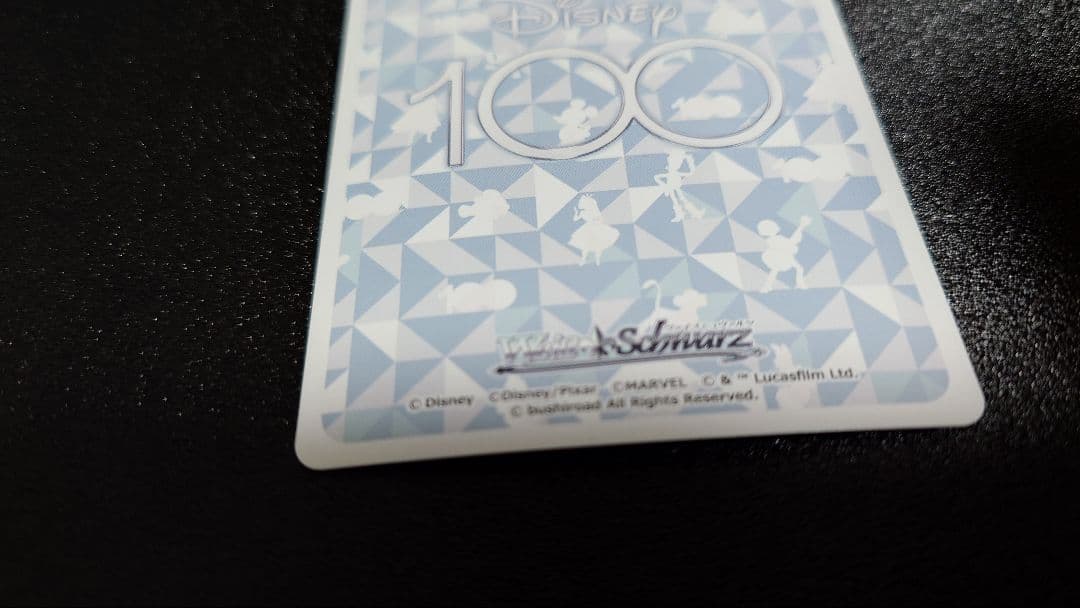 Disney
100
Weiss Schwarz
© Disney ©Disney/Pixar ©MARVEL © & ™ Lucasfilm Ltd.
© bushiroad All Rights Reserved.